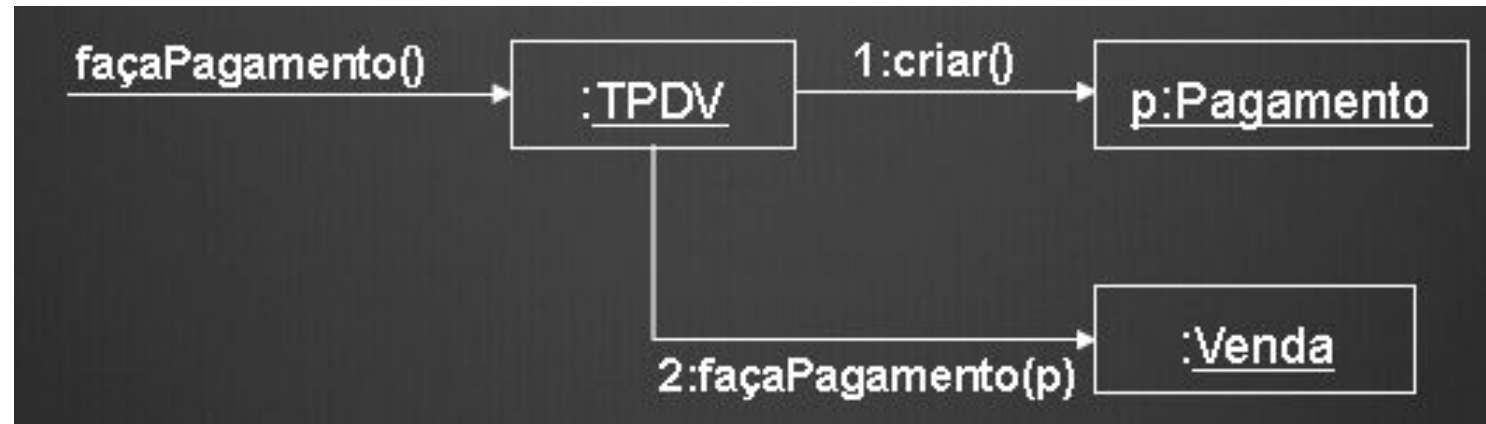 façaPagamento()
:TPDV
1:criar()
p:Pagamento
2:façaPagamento(p)
:Venda